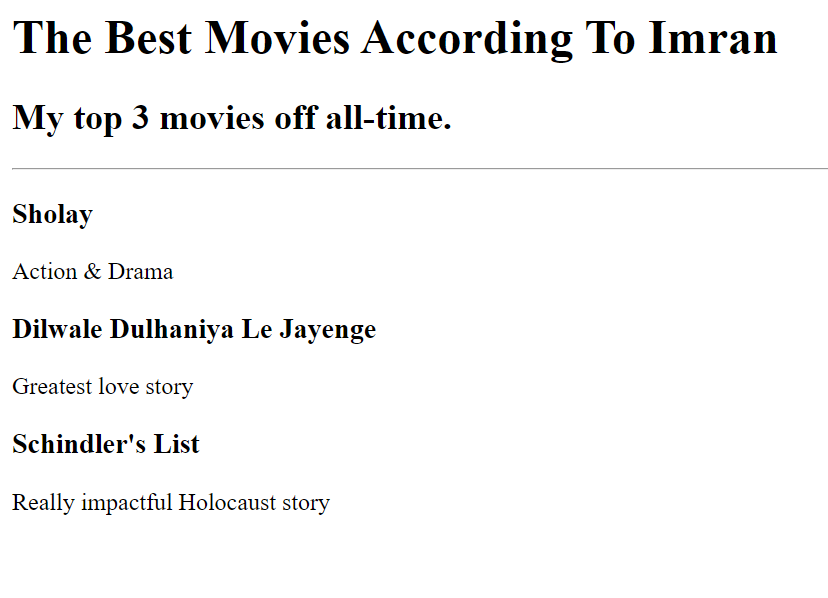 The Best Movies According To Imran
My top 3 movies off all-time.
Sholay
Action & Drama
Dilwale Dulhaniya Le Jayenge
Greatest love story
Schindler's List
Really impactful Holocaust story